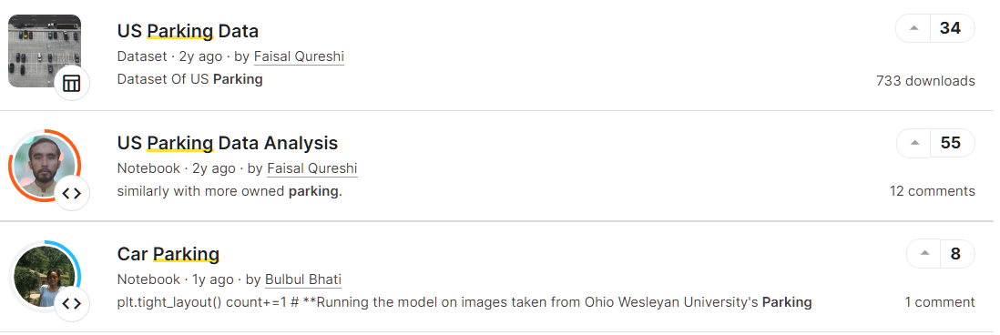 US Parking Data
34
Dataset · 2y ago · by Faisal Qureshi
Dataset Of US Parking
733 downloads
US Parking Data Analysis
55
Notebook · 2y ago · by Faisal Qureshi
similarly with more owned parking.
12 comments
Car Parking
8
Notebook · 1y ago · by Bulbul Bhati
plt.tight_layout() count+=1 # **Running the model on images taken from Ohio Wesleyan University's Parking
1 comment